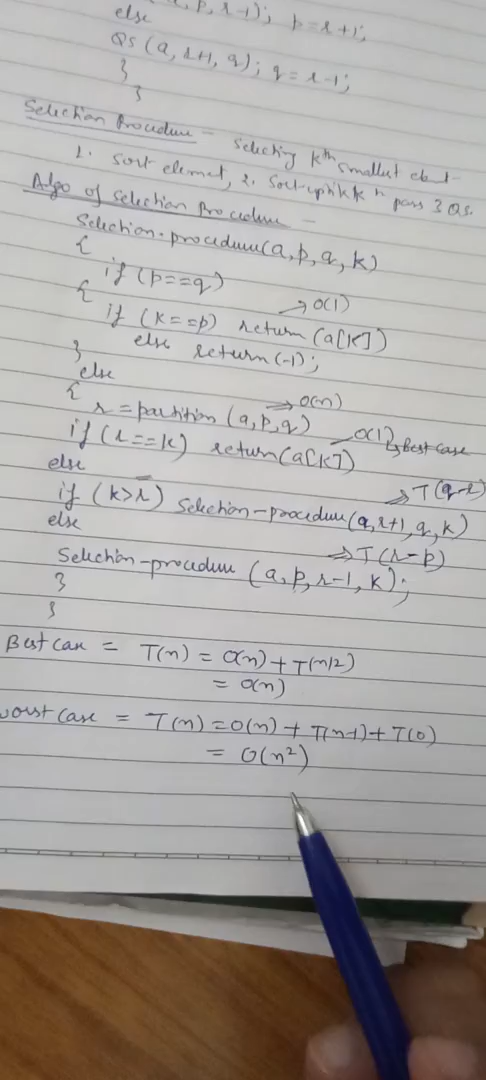 a, p, r-1); p=r+1;
else
QS (a, r+1, q); q = r-1;
}
}
Selection Procedure - Selecting kth smallest
1. Sort element, 2. Sort upto k pass 3 QS.
Algo of Selection Procedure -
Selection-procedure(a, p, q, k)
{
if (p==q)
{
if (k==p) return (a[k]) → O(1)
else return (-1);
}
else
{
r = partition (a, p, q) → O(n)
if (r==k) return(a[k]) → O(1) ↳ Best case
else
if (k>r) Selection-procedure(a, r+1, q, k) → T(q-r)
else
Selection-procedure (a, p, r-1, k); → T(r-p)
}
}
Best case = T(n) = O(n) + T(n/2)
= O(n)
worst case = T(n) = O(n) + T(n-1) + T(0)
= O(n²)